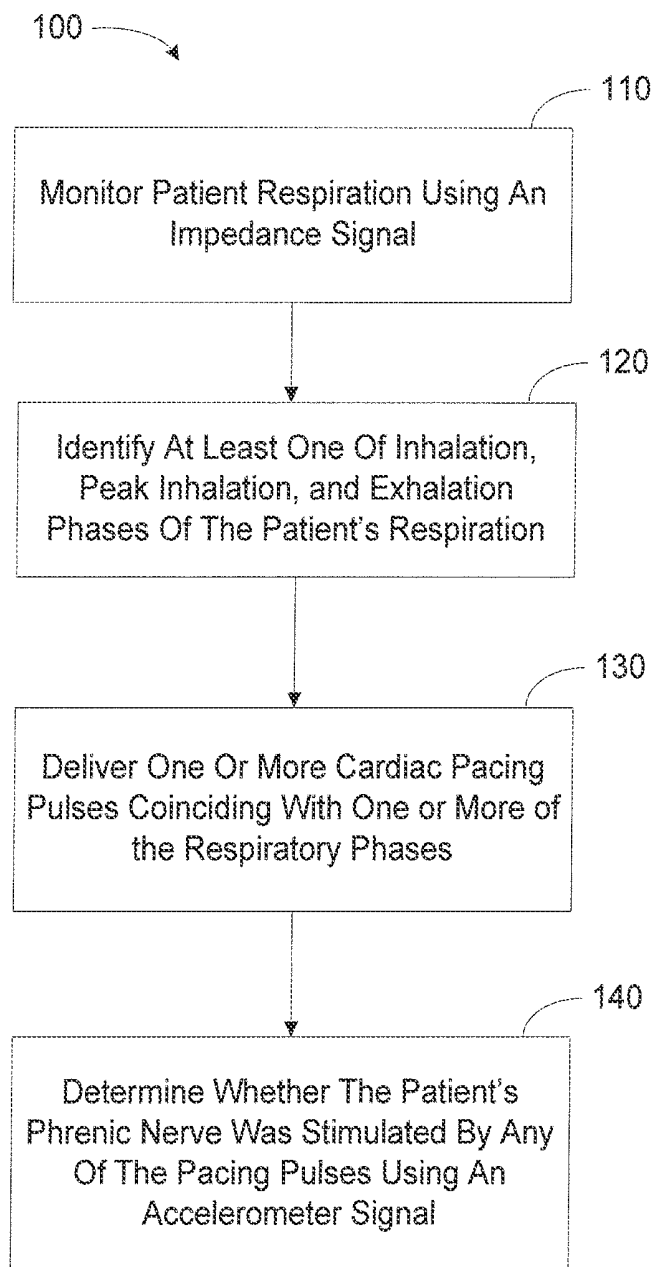 100
110
Monitor Patient Respiration Using An
Impedance Signal
120
Identify At Least One Of Inhalation,
Peak Inhalation, and Exhalation
Phases Of The Patient's Respiration
130
Deliver One Or More Cardiac Pacing
Pulses Coinciding With One or More of
the Respiratory Phases
140
Determine Whether The Patient's
Phrenic Nerve Was Stimulated By Any
Of The Pacing Pulses Using An
Accelerometer Signal